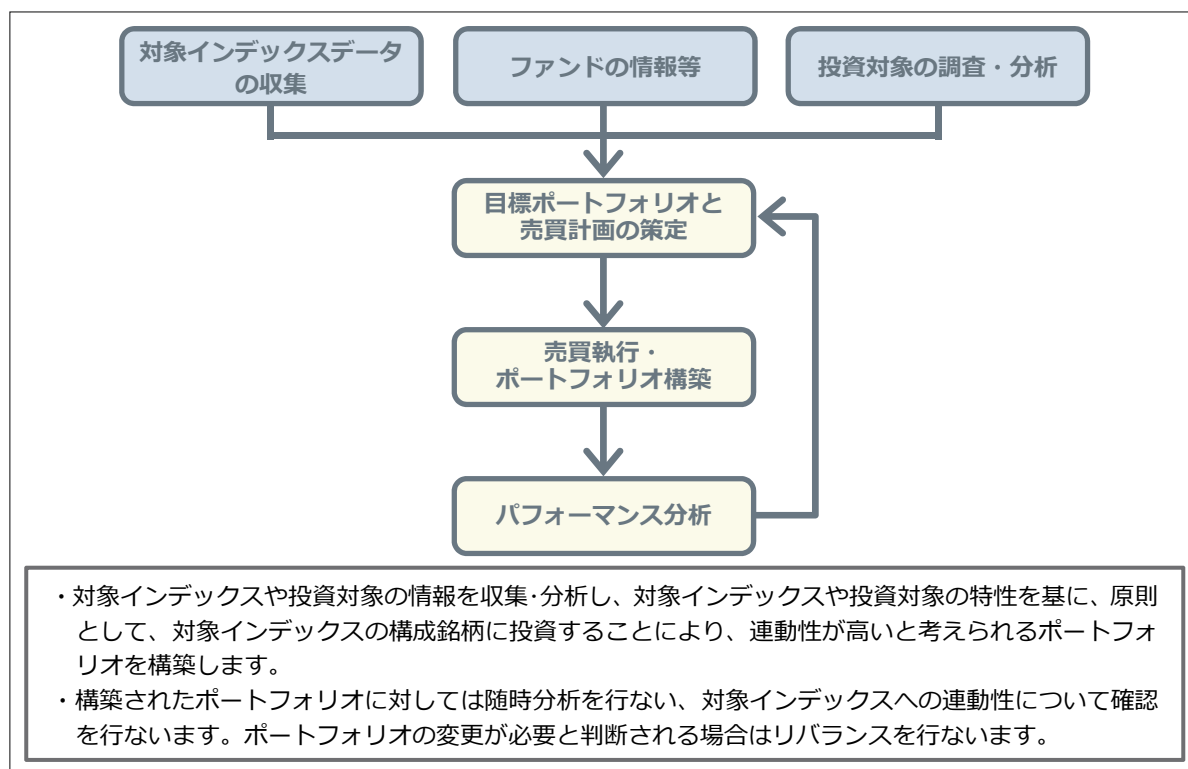 対象インデックスデータ
の収集
ファンドの情報等
投資対象の調査・分析
目標ポートフォリオと
売買計画の策定
売買執行・
ポートフォリオ構築
パフォーマンス分析
・対象インデックスや投資対象の情報を収集･分析し、対象インデックスや投資対象の特性を基に、原則
として、対象インデックスの構成銘柄に投資することにより、連動性が高いと考えられるポートフォ
リオを構築します。
・構築されたポートフォリオに対しては随時分析を行ない、対象インデックスへの連動性について確認
を行ないます。ポートフォリオの変更が必要と判断される場合はリバランスを行ないます。